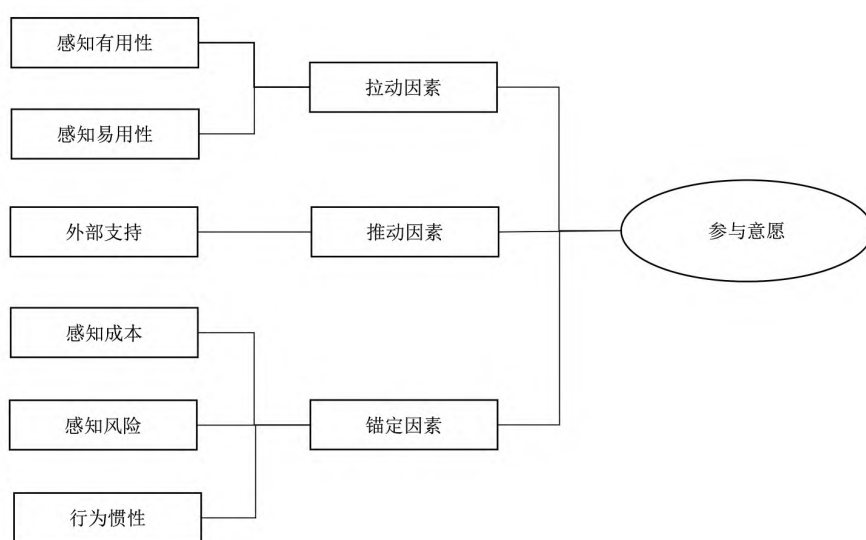 感知有用性
感知易用性
拉动因素
外部支持
推动因素
参与意愿
感知成本
感知风险
锚定因素
行为惯性